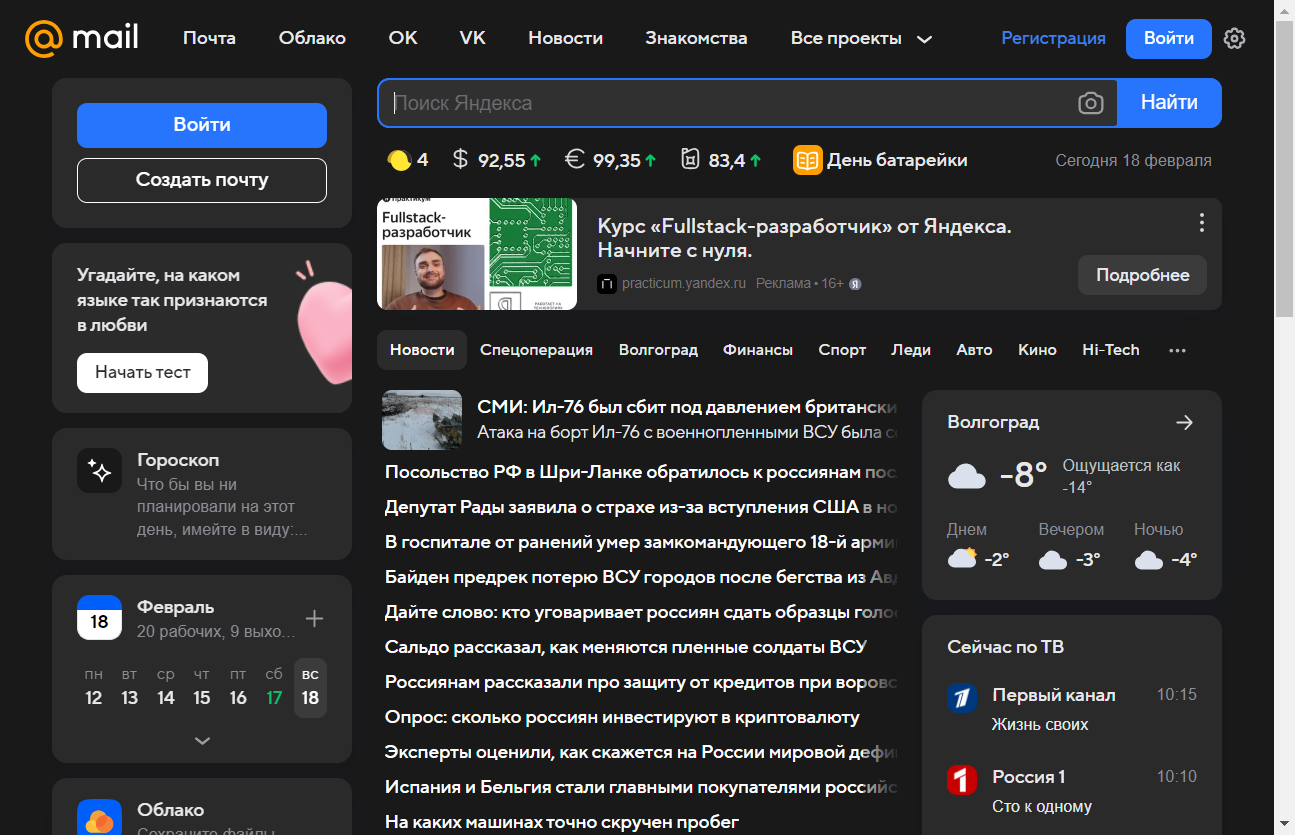 mail
Почта
Облако
ОК
VK
Новости
Знакомства
Все проекты
Регистрация
Войти
Войти
Создать почту
Поиск Яндекса
Найти
4
$ 92,55
€ 99,35
83,4
День батарейки
Сегодня 18 февраля
Fullstack-
разработчик
Курс «Fullstack-разработчик» от Яндекса.
Начните с нуля.
practicum.yandex.ru Реклама • 16+ Я
Подробнее
Угадайте, на каком
языке так признаются
в любви
Начать тест
Новости
Спецоперация
Волгоград
Финансы
Спорт
Леди
Авто
Кино
Hi-Tech
СМИ: Ил-76 был сбит под давлением британски
Атака на борт Ил-76 с военнопленными ВСУ была
Посольство РФ в Шри-Ланке обратилось к россиянам пос
Депутат Рады заявила о страхе из-за вступления США в но
В госпитале от ранений умер замкомандующего 18-й арми
Байден предрек потерю ВСУ городов после бегства из Авд
Дайте слово: кто уговаривает россиян сдать образцы голо
Сальдо рассказал, как меняются пленные солдаты ВСУ
Россиянам рассказали про защиту от кредитов при воровс
Опрос: сколько россиян инвестируют в криптовалюту
Эксперты оценили, как скажется на России мировой дефи
Испания и Бельгия стали главными покупателями российс
На каких машинах точно скручен пробег
Гороскоп
Что бы вы ни
планировали на этот
день, имейте в виду:...
18
Февраль
20 рабочих, 9 выхо...
пн вт ср чт пт сб вс
12 13 14 15 16 17 18
Облако
Сохраните файлы
Волгоград
-8°
Ощущается как
-14°
Днем Вечером Ночью
-2° -3° -4°
Сейчас по ТВ
Первый канал 10:15
Жизнь своих
Россия 1 10:10
Сто к одному